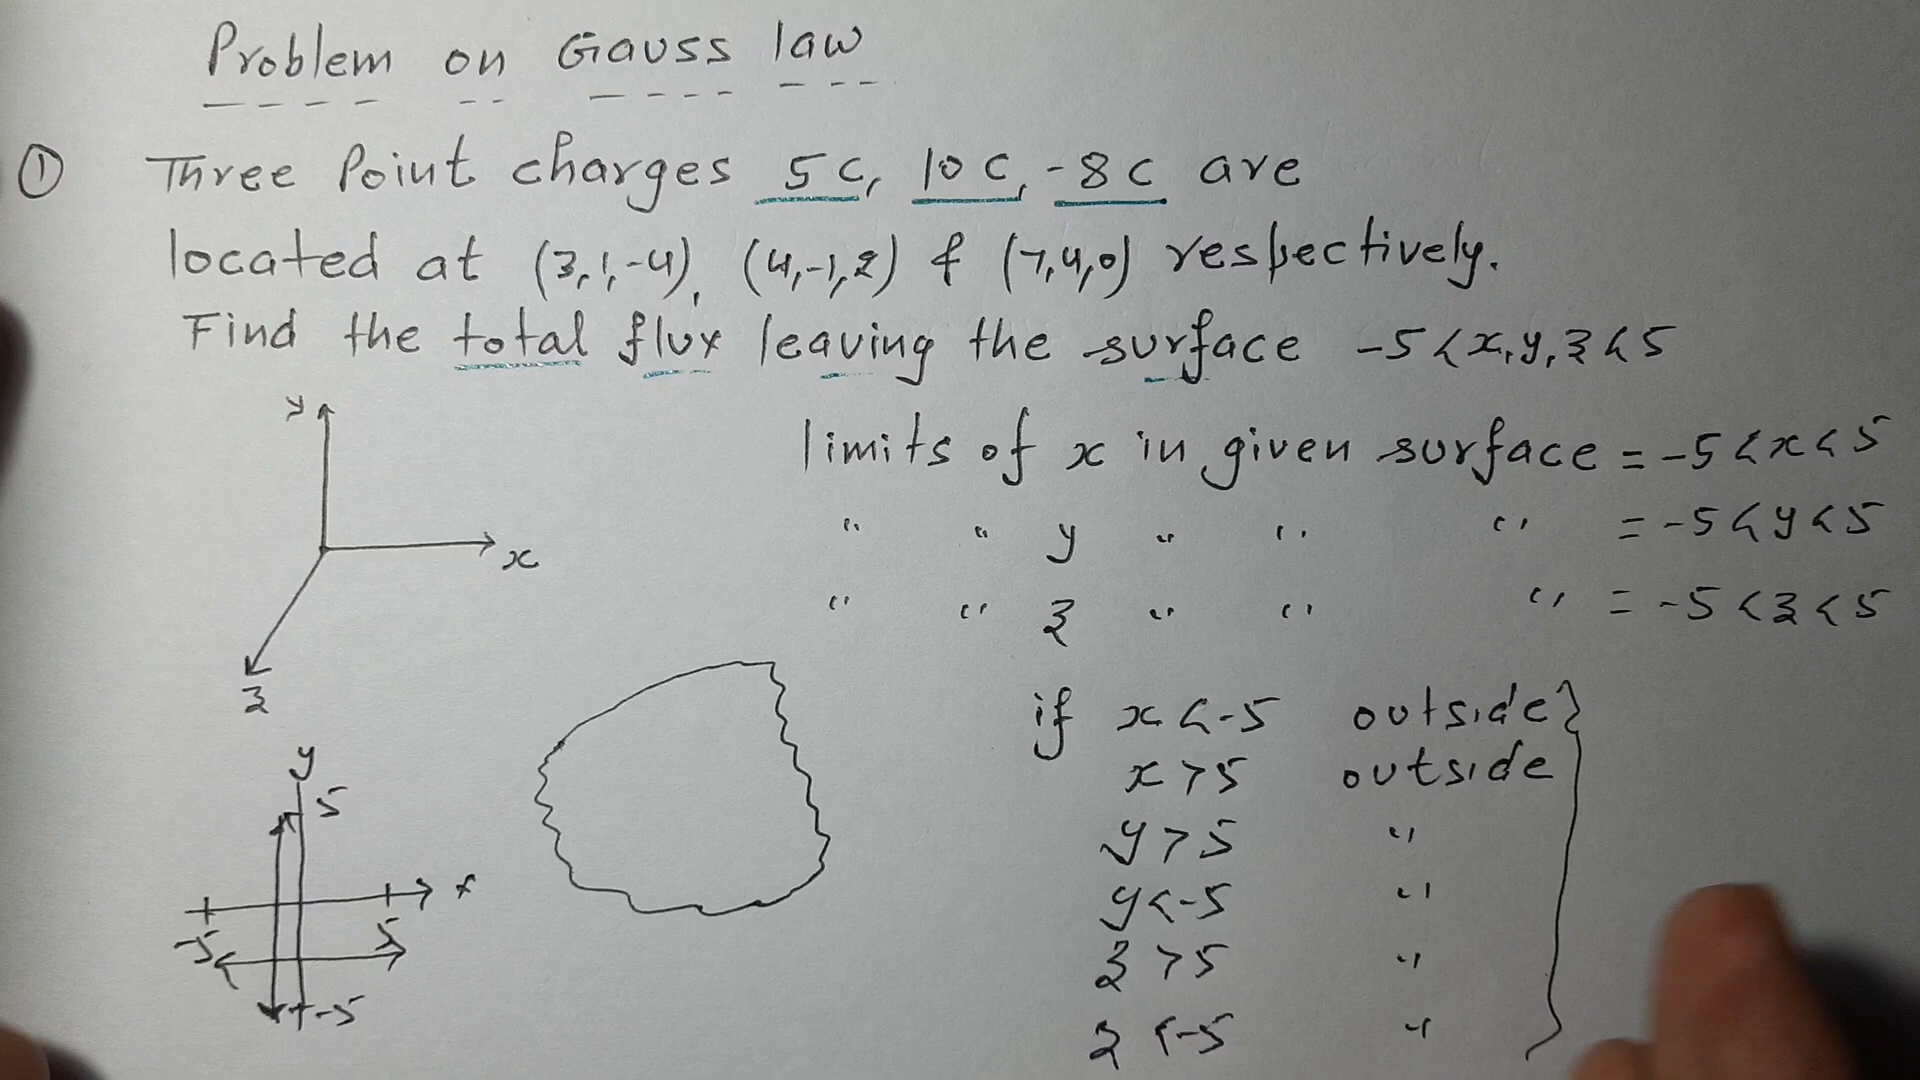 Problem on Gauss law
① Three Point charges 5C, 10C, -8C are
located at (3,1,-4), (4,-1,2) & (7,4,0) respectively.
Find the total flux leaving the surface -5<x,y,z<5
y
x
z
limits of x in given surface = -5<x<5
" " y " " " = -5<y<5
" " z " " " = -5<z<5
if x<-5 outside
x>5 outside
y>5 "
y<-5 "
z>5 "
z<-5 "
y
5
x
-5 5
-5